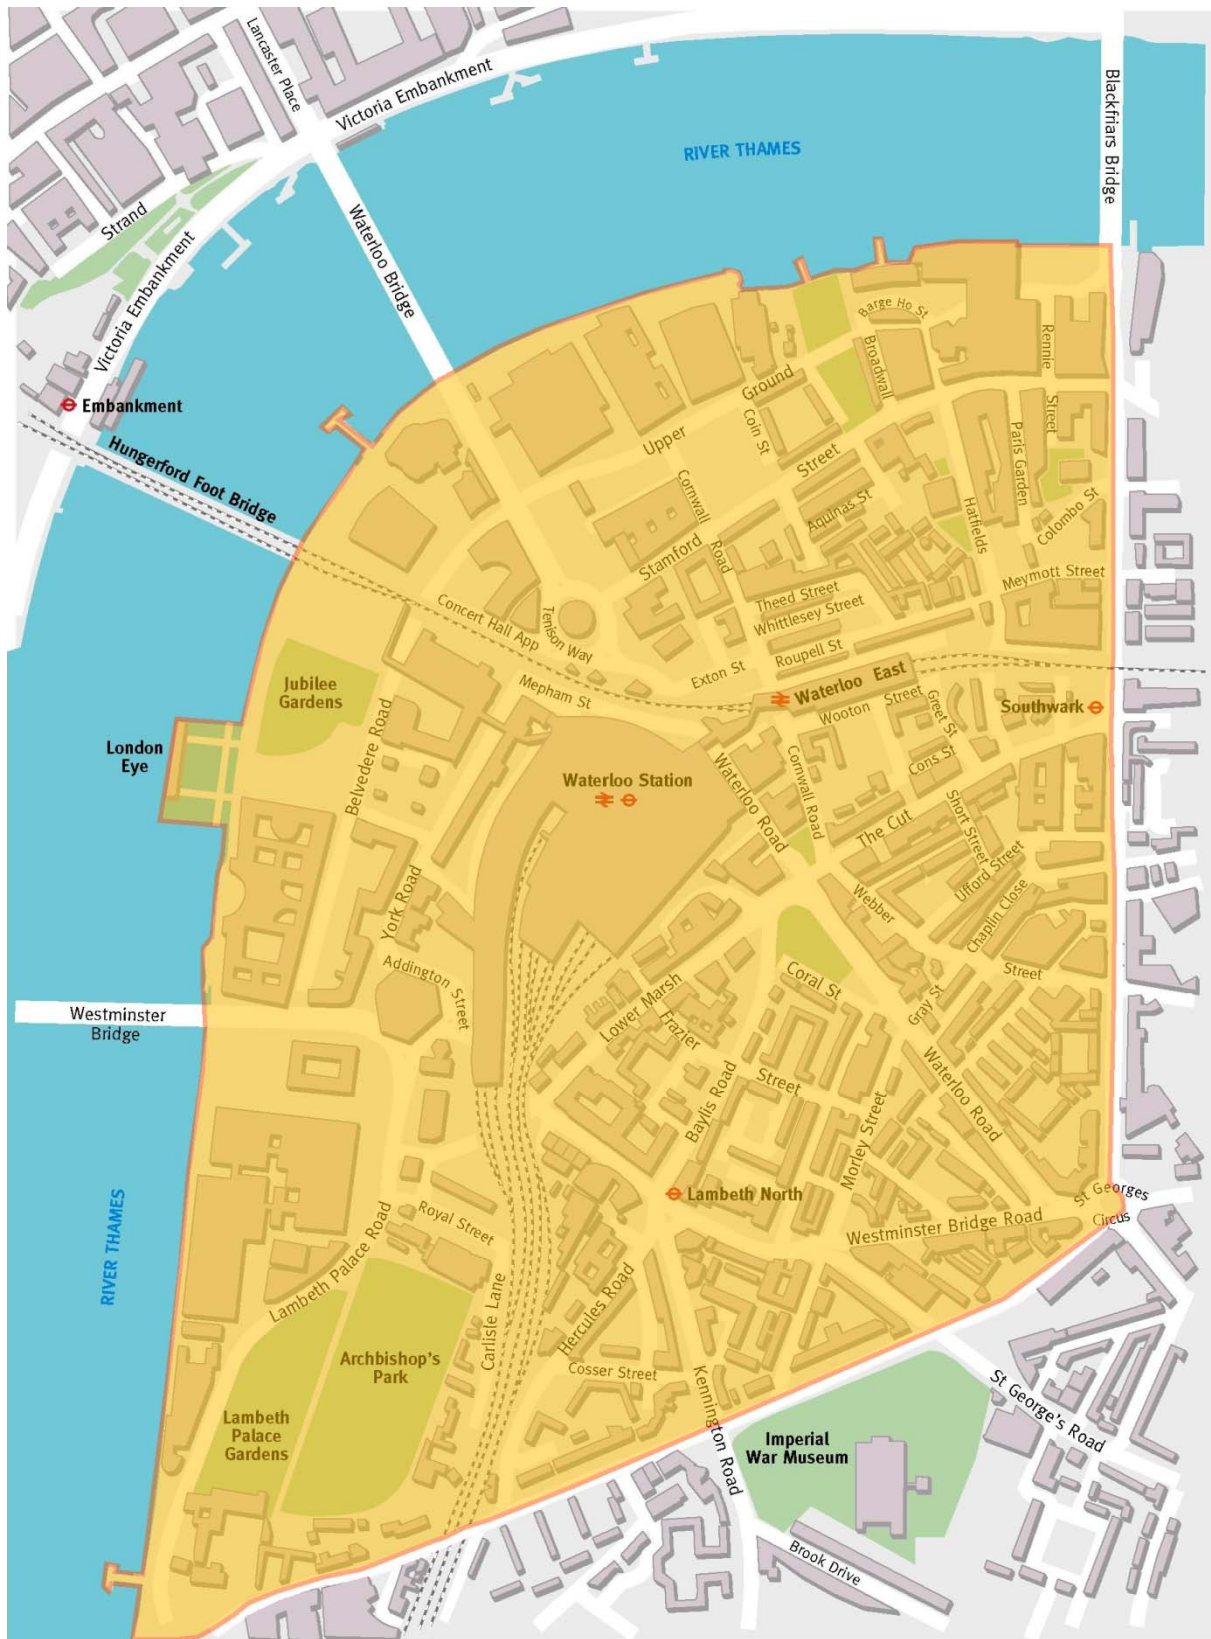 Lancaster Place
Victoria Embankment
Blackfriars Bridge
RIVER THAMES
Strand
Waterloo Bridge
Victoria Embankment
Embankment
Hungerford Foot Bridge
Barge Ho St
Broadwall
Rennie
Street
Ground
Upper
Coin St
Street
Paris Garden
Cornwall
Road
Aquinas St
Hatfields
Colombo St
Stamford
Meymott Street
Theed Street
Whittlesey Street
Concert Hall App
Tenison Way
Roupell St
Exton St
Mepham St
Jubilee
Gardens
Waterloo East
Wooton Street
Greet St
Southwark
Belvedere Road
London
Eye
Waterloo Station
Waterloo Road
Cornwall Road
Cons St
The Cut
Short Street
Ufford Street
York Road
Webber
Chaplin Close
Addington Street
Street
Coral St
Lower Marsh
Gray St
Frazier
Street
Westminster
Bridge
Waterloo Road
Baylis Road
Morley Street
Lambeth North
St Georges
Circus
Westminster Bridge Road
RIVER THAMES
Royal Street
Lambeth Palace Road
Carlisle Lane
Hercules Road
Archbishop's
Park
Cosser Street
Kennington Road
St George's Road
Lambeth
Palace
Gardens
Imperial
War Museum
Brook Drive